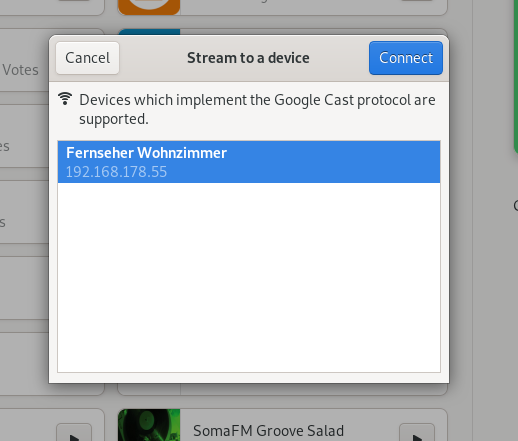 Votes
Cancel
Stream to a device
Connect
Devices which implement the Google Cast protocol are
supported.
Fernseher Wohnzimmer
192.168.178.55
SomaFM Groove Salad